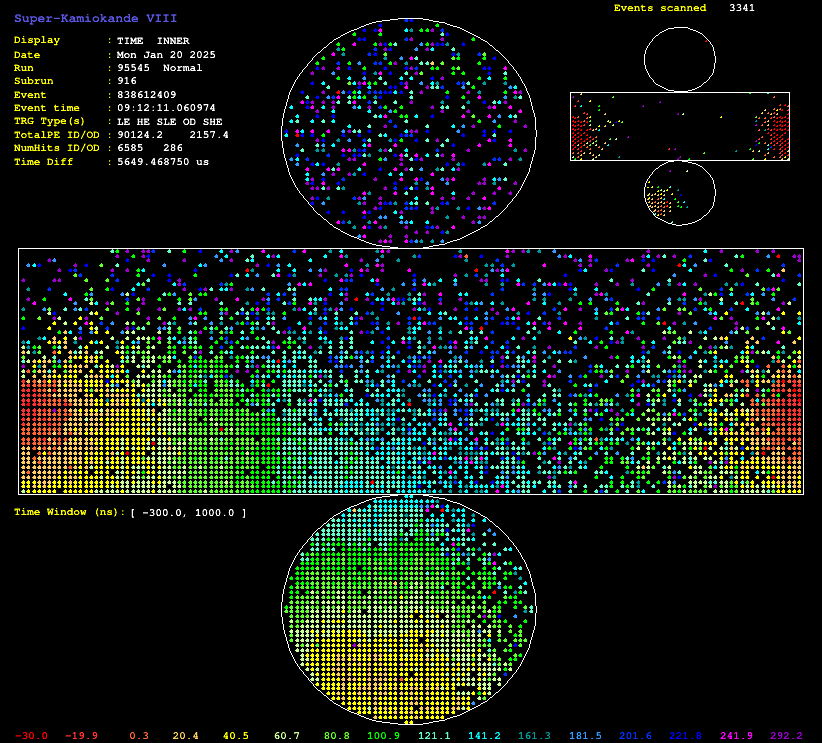 Super-Kamiokande VIII
Events scanned 3341
Display : TIME INNER
Date : Mon Jan 20 2025
Run : 95545 Normal
Subrun : 916
Event : 838612409
Event time : 09:12:11.060974
TRG Type(s) : LE HE SLE OD SHE
TotalPE ID/OD : 90124.2 2157.4
NumHits ID/OD : 6585 286
Time Diff : 5649.468750 us
Time Window (ns): [ -300.0, 1000.0 ]
-30.0 -19.9 0.3 20.4 40.5 60.7 80.8 100.9 121.1 141.2 161.3 181.5 201.6 221.8 241.9 292.2